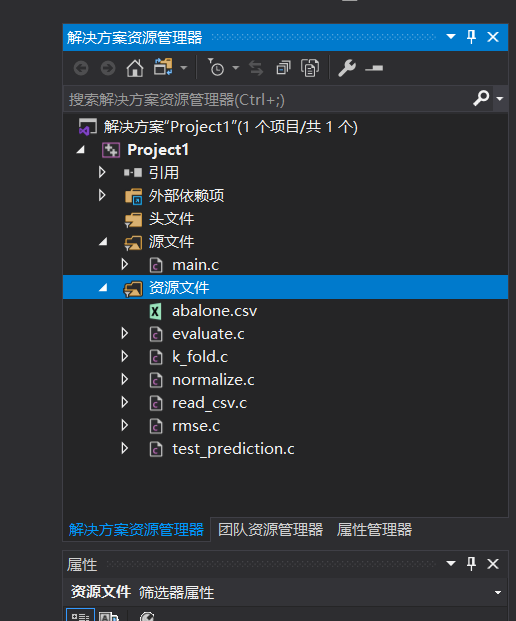 解决方案资源管理器
搜索解决方案资源管理器(Ctrl+;)
解决方案"Project1"(1 个项目/共 1 个)
Project1
引用
外部依赖项
头文件
源文件
main.c
资源文件
abalone.csv
evaluate.c
k_fold.c
normalize.c
read_csv.c
rmse.c
test_prediction.c
解决方案资源管理器 团队资源管理器 属性管理器
属性
资源文件 筛选器属性